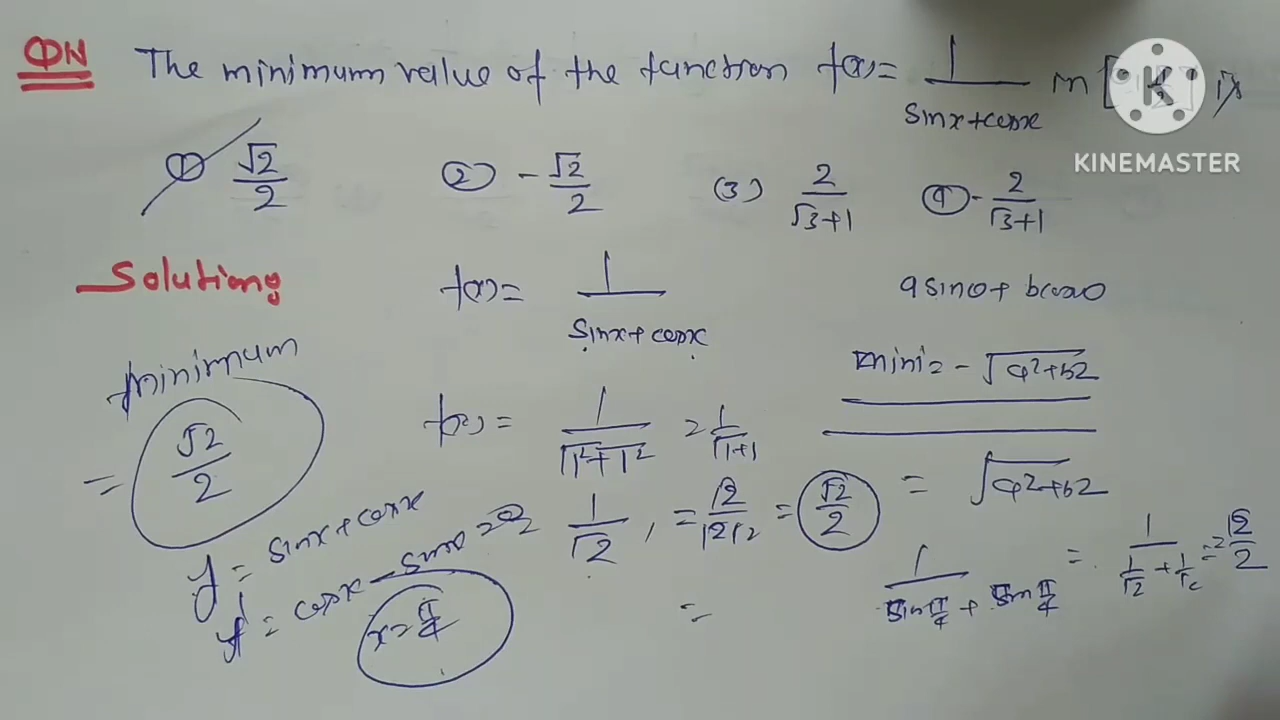 QN The minimum value of the function f(x)= 1/(sinx+cosx) in [ ] is
① √2/2 ② -√2/2 (3) 2/(√3+1) ④ -2/(√3+1)
Solution:
f(x)= 1/(sinx+cosx) a sinθ + b cosθ
minimum mini= -√(a²+b2)
f(x)= 1/√(1²+1²) = 1/√(1+1)
= √2/2 = √(a²+b2)
1/√2, = √2/(√2√2) = √2/2
y = sinx+cosx
y' = cosx - sinx =0
x= π/4
= 1/(sin π/4 + sin π/4) = 1/(1/√2 + 1/√2) = √2/2
KINEMASTER